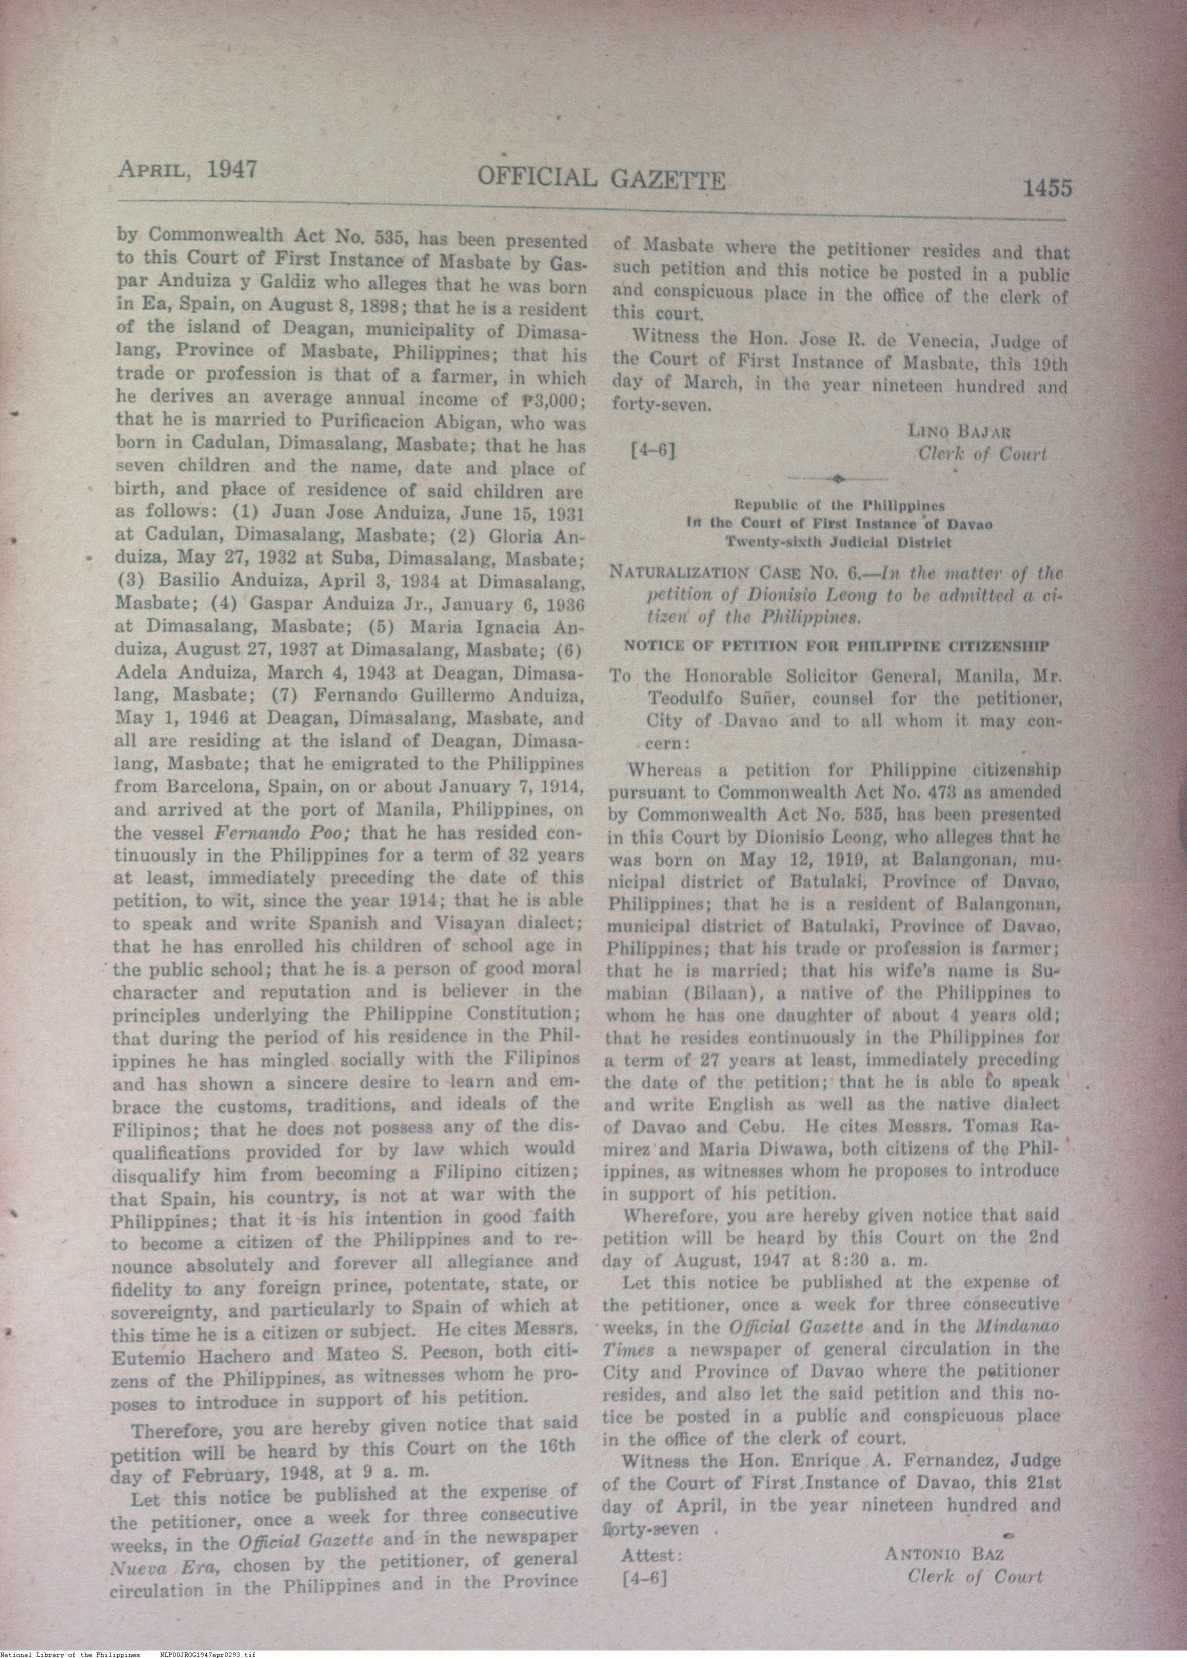 APRIL, 1947
OFFICIAL GAZETTE
1455
by Commonwealth Act No. 535, has been presented
to this Court of First Instance of Masbate by Gas-
par Anduiza y Galdiz who alleges that he was born
in Ea, Spain, on August 8, 1898; that he is a resident
of the island of Deagan, municipality of Dimasa-
lang, Province of Masbate, Philippines; that his
trade or profession is that of a farmer, in which
he derives an average annual income of ₱3,000;
that he is married to Purificacion Abigan, who was
born in Cadulan, Dimasalang, Masbate; that he has
seven children and the name, date and place of
birth, and place of residence of said children are
as follows: (1) Juan Jose Anduiza, June 15, 1931
at Cadulan, Dimasalang, Masbate; (2) Gloria An-
duiza, May 27, 1932 at Suba, Dimasalang, Masbate;
(3) Basilio Anduiza, April 3, 1934 at Dimasalang,
Masbate; (4) Gaspar Anduiza Jr., January 6, 1936
at Dimasalang, Masbate; (5) Maria Ignacia An-
duiza, August 27, 1937 at Dimasalang, Masbate; (6)
Adela Anduiza, March 4, 1943 at Deagan, Dimasa-
lang, Masbate; (7) Fernando Guillermo Anduiza,
May 1, 1946 at Deagan, Dimasalang, Masbate, and
all are residing at the island of Deagan, Dimasa-
lang, Masbate; that he emigrated to the Philippines
from Barcelona, Spain, on or about January 7, 1914,
and arrived at the port of Manila, Philippines, on
the vessel Fernando Poo; that he has resided con-
tinuously in the Philippines for a term of 32 years
at least, immediately preceding the date of this
petition, to wit, since the year 1914; that he is able
to speak and write Spanish and Visayan dialect;
that he has enrolled his children of school age in
the public school; that he is a person of good moral
character and reputation and is believer in the
principles underlying the Philippine Constitution;
that during the period of his residence in the Phil-
ippines he has mingled socially with the Filipinos
and has shown a sincere desire to learn and em-
brace the customs, traditions, and ideals of the
Filipinos; that he does not possess any of the dis-
qualifications provided for by law which would
disqualify him from becoming a Filipino citizen;
that Spain, his country, is not at war with the
Philippines; that it is his intention in good faith
to become a citizen of the Philippines and to re-
nounce absolutely and forever all allegiance and
fidelity to any foreign prince, potentate, state, or
sovereignty, and particularly to Spain of which at
this time he is a citizen or subject. He cites Messrs.
Eutemio Hachero and Mateo S. Pecson, both citi-
zens of the Philippines, as witnesses whom he pro-
poses to introduce in support of his petition.
Therefore, you are hereby given notice that said
petition will be heard by this Court on the 16th
day of February, 1948, at 9 a. m.
Let this notice be published at the expense of
the petitioner, once a week for three consecutive
weeks, in the Official Gazette and in the newspaper
Nueva Era, chosen by the petitioner, of general
circulation in the Philippines and in the Province
of Masbate where the petitioner resides and that
such petition and this notice be posted in a public
and conspicuous place in the office of the clerk of
this court.
Witness the Hon. Jose R. de Venecia, Judge of
the Court of First Instance of Masbate, this 19th
day of March, in the year nineteen hundred and
forty-seven.
LINO BAJAR
[4–6] Clerk of Court
Republic of the Philippines
In the Court of First Instance of Davao
Twenty-sixth Judicial District
NATURALIZATION CASE NO. 6.—In the matter of the
petition of Dionisio Leong to be admitted a ci-
tizen of the Philippines.
NOTICE OF PETITION FOR PHILIPPINE CITIZENSHIP
To the Honorable Solicitor General, Manila, Mr.
Teodulfo Suñer, counsel for the petitioner,
City of Davao and to all whom it may con-
cern:
Whereas a petition for Philippine citizenship
pursuant to Commonwealth Act No. 473 as amended
by Commonwealth Act No. 535, has been presented
in this Court by Dionisio Leong, who alleges that he
was born on May 12, 1919, at Balangonan, mu-
nicipal district of Batulaki, Province of Davao,
Philippines; that he is a resident of Balangonan,
municipal district of Batulaki, Province of Davao,
Philippines; that his trade or profession is farmer;
that he is married; that his wife's name is Su-
mabian (Bilaan), a native of the Philippines to
whom he has one daughter of about 4 years old;
that he resides continuously in the Philippines for
a term of 27 years at least, immediately preceding
the date of the petition; that he is able to speak
and write English as well as the native dialect
of Davao and Cebu. He cites Messrs. Tomas Ra-
mirez and Maria Diwawa, both citizens of the Phil-
ippines, as witnesses whom he proposes to introduce
in support of his petition.
Wherefore, you are hereby given notice that said
petition will be heard by this Court on the 2nd
day of August, 1947 at 8:30 a. m.
Let this notice be published at the expense of
the petitioner, once a week for three consecutive
weeks, in the Official Gazette and in the Mindanao
Times a newspaper of general circulation in the
City and Province of Davao where the petitioner
resides, and also let the said petition and this no-
tice be posted in a public and conspicuous place
in the office of the clerk of court.
Witness the Hon. Enrique A. Fernandez, Judge
of the Court of First Instance of Davao, this 21st
day of April, in the year nineteen hundred and
forty-seven .
Attest: ANTONIO BAZ
[4–6] Clerk of Court
National Library of the Philippines NLP00JROG1947apr0293.tif